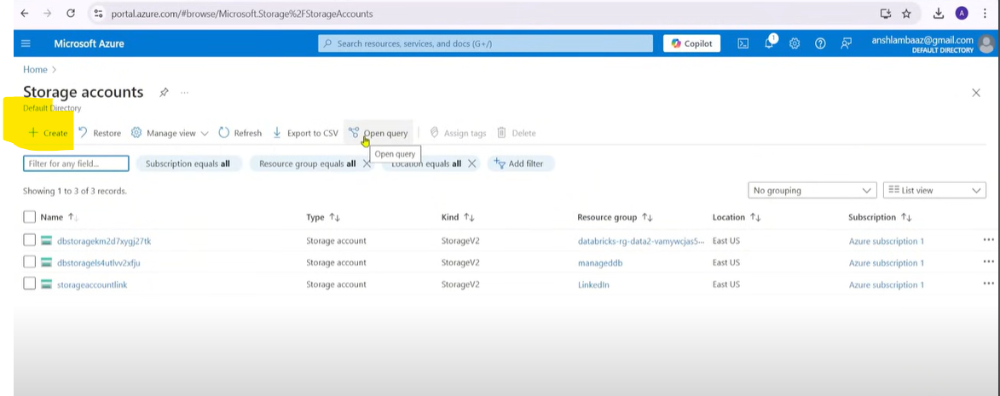 portal.azure.com/#browse/Microsoft.Storage%2FStorageAccounts
A
Microsoft Azure
Search resources, services, and docs (G+/)
Copilot
1
anshlambaaz@gmail.com
DEFAULT DIRECTORY
Home >
Storage accounts
Default Directory
+ Create
Restore
Manage view
Refresh
Export to CSV
Open query
Assign tags
Delete
Open query
Filter for any field...
Subscription equals all
Resource group equals all
Location equals all
Add filter
Showing 1 to 3 of 3 records.
No grouping
List view
Name Type Kind Resource group Location Subscription
dbstoragekm2d7xygj27tk Storage account StorageV2 databricks-rg-data2-vamywcjas5... East US Azure subscription 1
dbstoragels4utlvv2xfju Storage account StorageV2 manageddb East US Azure subscription 1
storageaccountlink Storage account StorageV2 LinkedIn East US Azure subscription 1